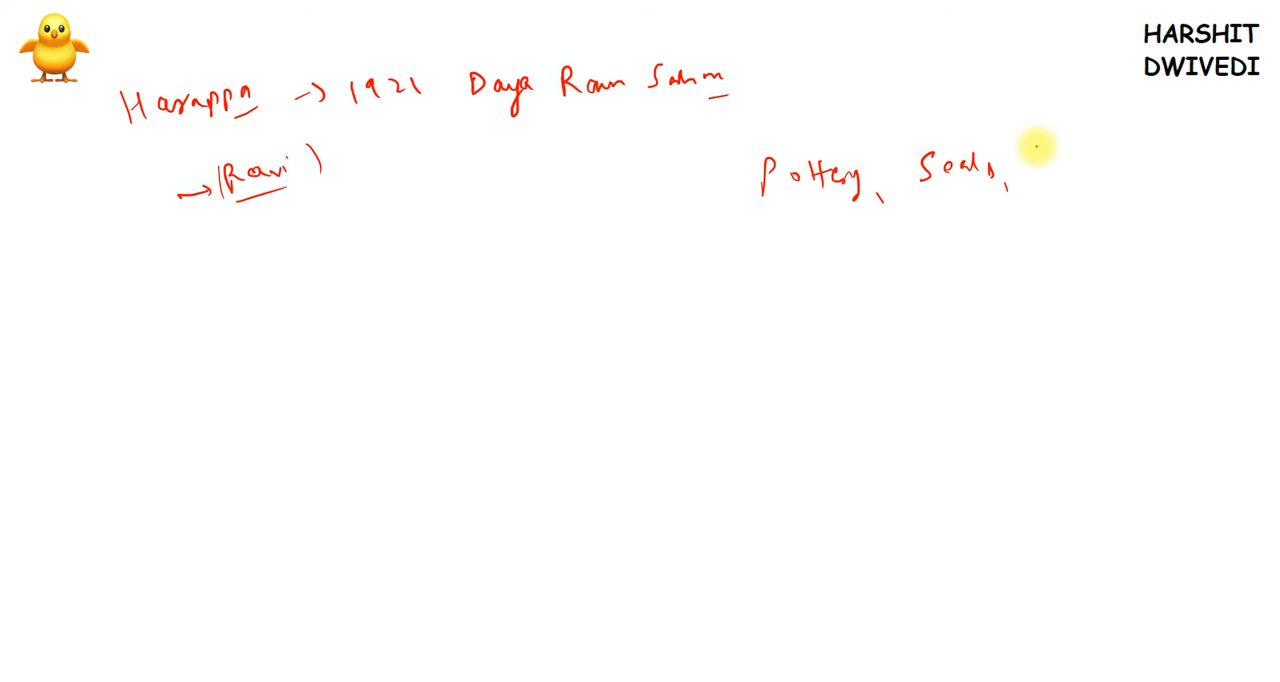 HARSHIT
DWIVEDI
Harappa → 1921 Daya Ram Sahni
→ (Ravi)
Pottery, Seals,